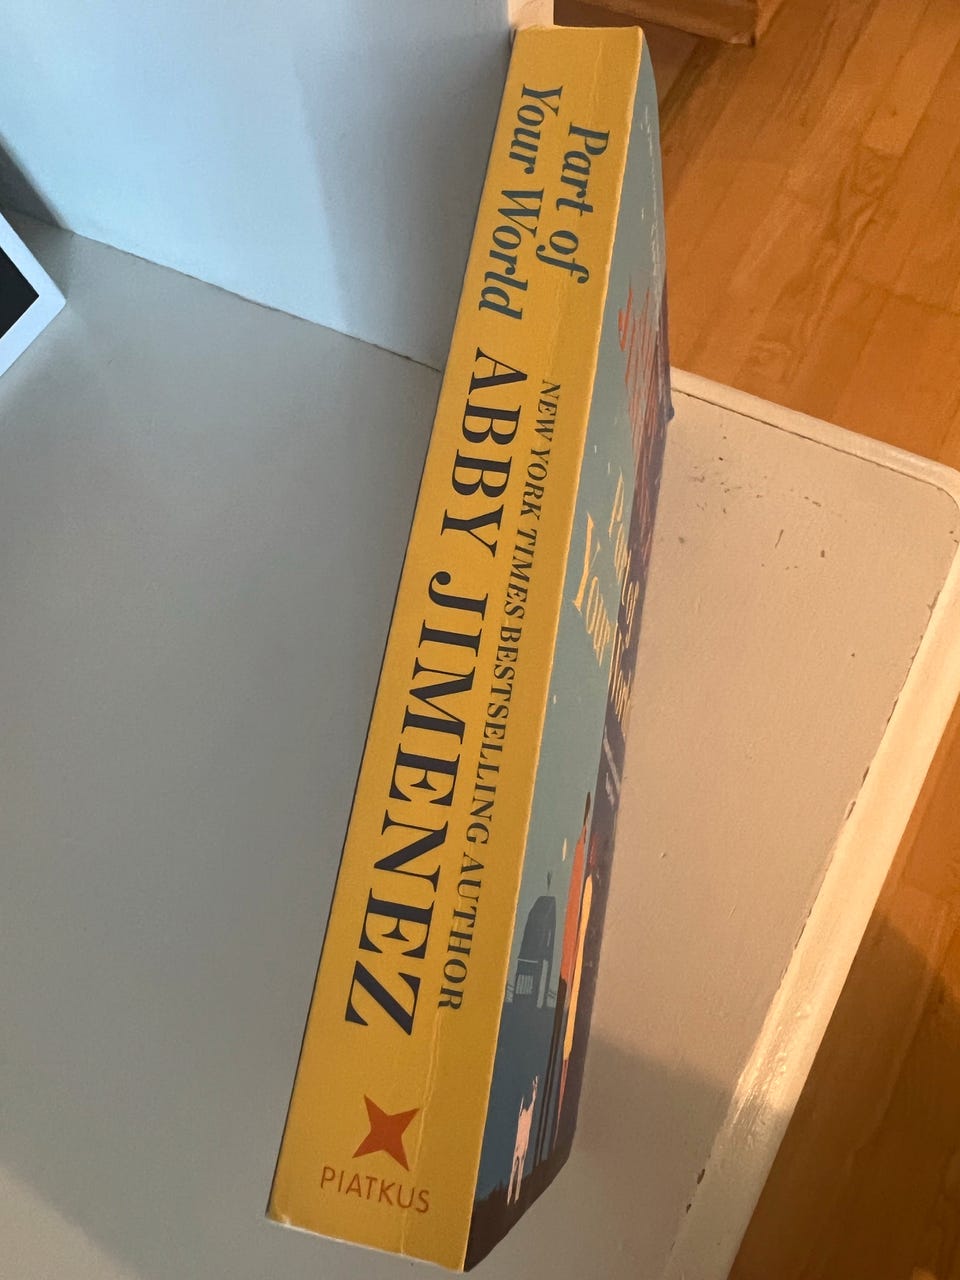 Part of
Your World
NEW YORK TIMES BESTSELLING AUTHOR
ABBY JIMENEZ
PIATKUS